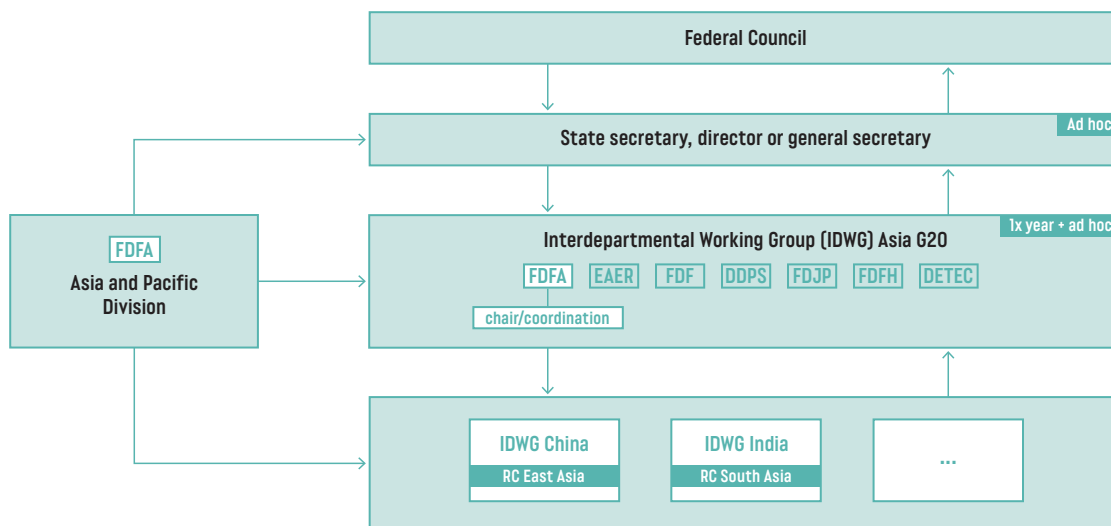 Federal Council
State secretary, director or general secretary
Ad hoc
FDFA
Asia and Pacific
Division
1x year + ad hoc
Interdepartmental Working Group (IDWG) Asia G20
FDFA EAER FDF DDPS FDJP FDFH DETEC
chair/coordination
IDWG China
RC East Asia
IDWG India
RC South Asia
...